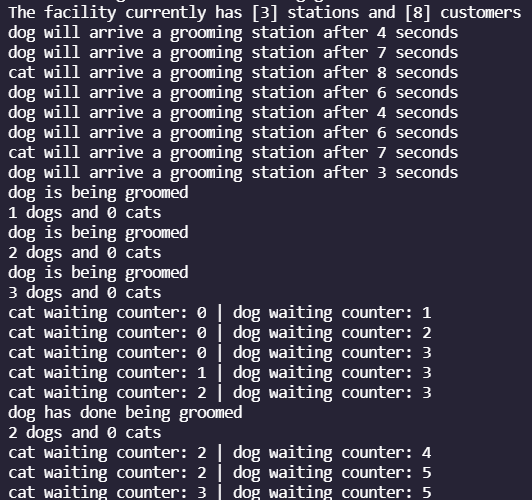 The facility currently has [3] stations and [8] customers
dog will arrive a grooming station after 4 seconds
dog will arrive a grooming station after 7 seconds
cat will arrive a grooming station after 8 seconds
dog will arrive a grooming station after 6 seconds
dog will arrive a grooming station after 4 seconds
dog will arrive a grooming station after 6 seconds
cat will arrive a grooming station after 7 seconds
dog will arrive a grooming station after 3 seconds
dog is being groomed
1 dogs and 0 cats
dog is being groomed
2 dogs and 0 cats
dog is being groomed
3 dogs and 0 cats
cat waiting counter: 0 | dog waiting counter: 1
cat waiting counter: 0 | dog waiting counter: 2
cat waiting counter: 0 | dog waiting counter: 3
cat waiting counter: 1 | dog waiting counter: 3
cat waiting counter: 2 | dog waiting counter: 3
dog has done being groomed
2 dogs and 0 cats
cat waiting counter: 2 | dog waiting counter: 4
cat waiting counter: 2 | dog waiting counter: 5
cat waiting counter: 3 | dog waiting counter: 5